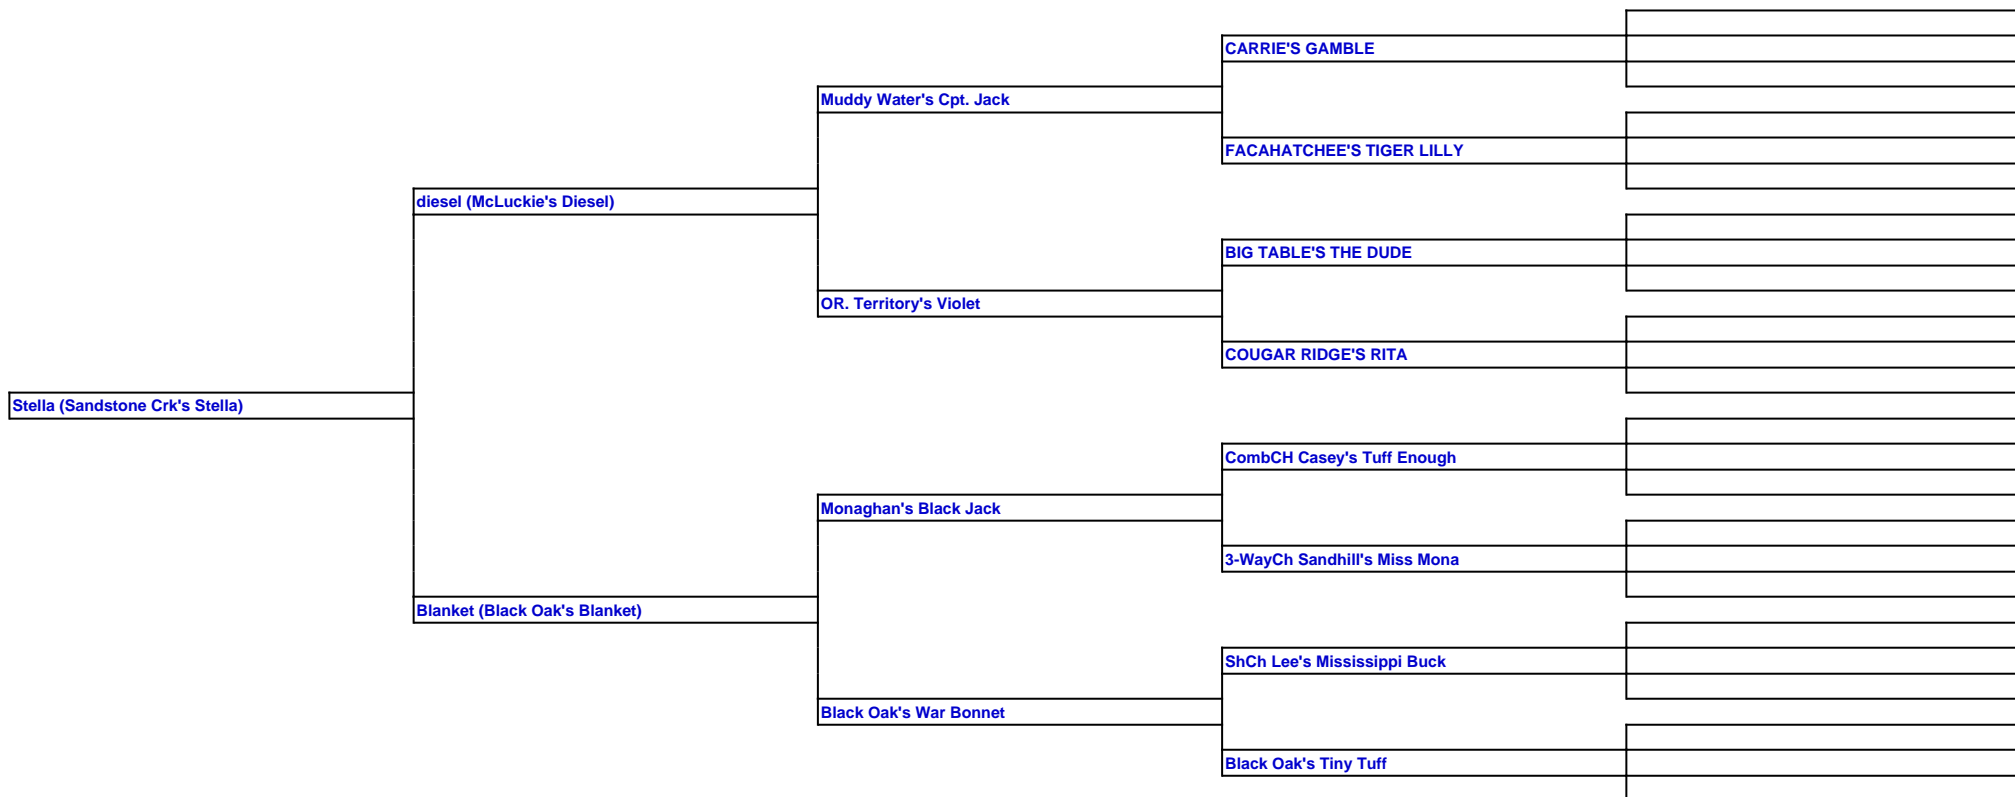 CARRIE'S GAMBLE
Muddy Water's Cpt. Jack
FACAHATCHEE'S TIGER LILLY
diesel (McLuckie's Diesel)
BIG TABLE'S THE DUDE
OR. Territory's Violet
COUGAR RIDGE'S RITA
Stella (Sandstone Crk's Stella)
CombCH Casey's Tuff Enough
Monaghan's Black Jack
3-WayCh Sandhill's Miss Mona
Blanket (Black Oak's Blanket)
ShCh Lee's Mississippi Buck
Black Oak's War Bonnet
Black Oak's Tiny Tuff